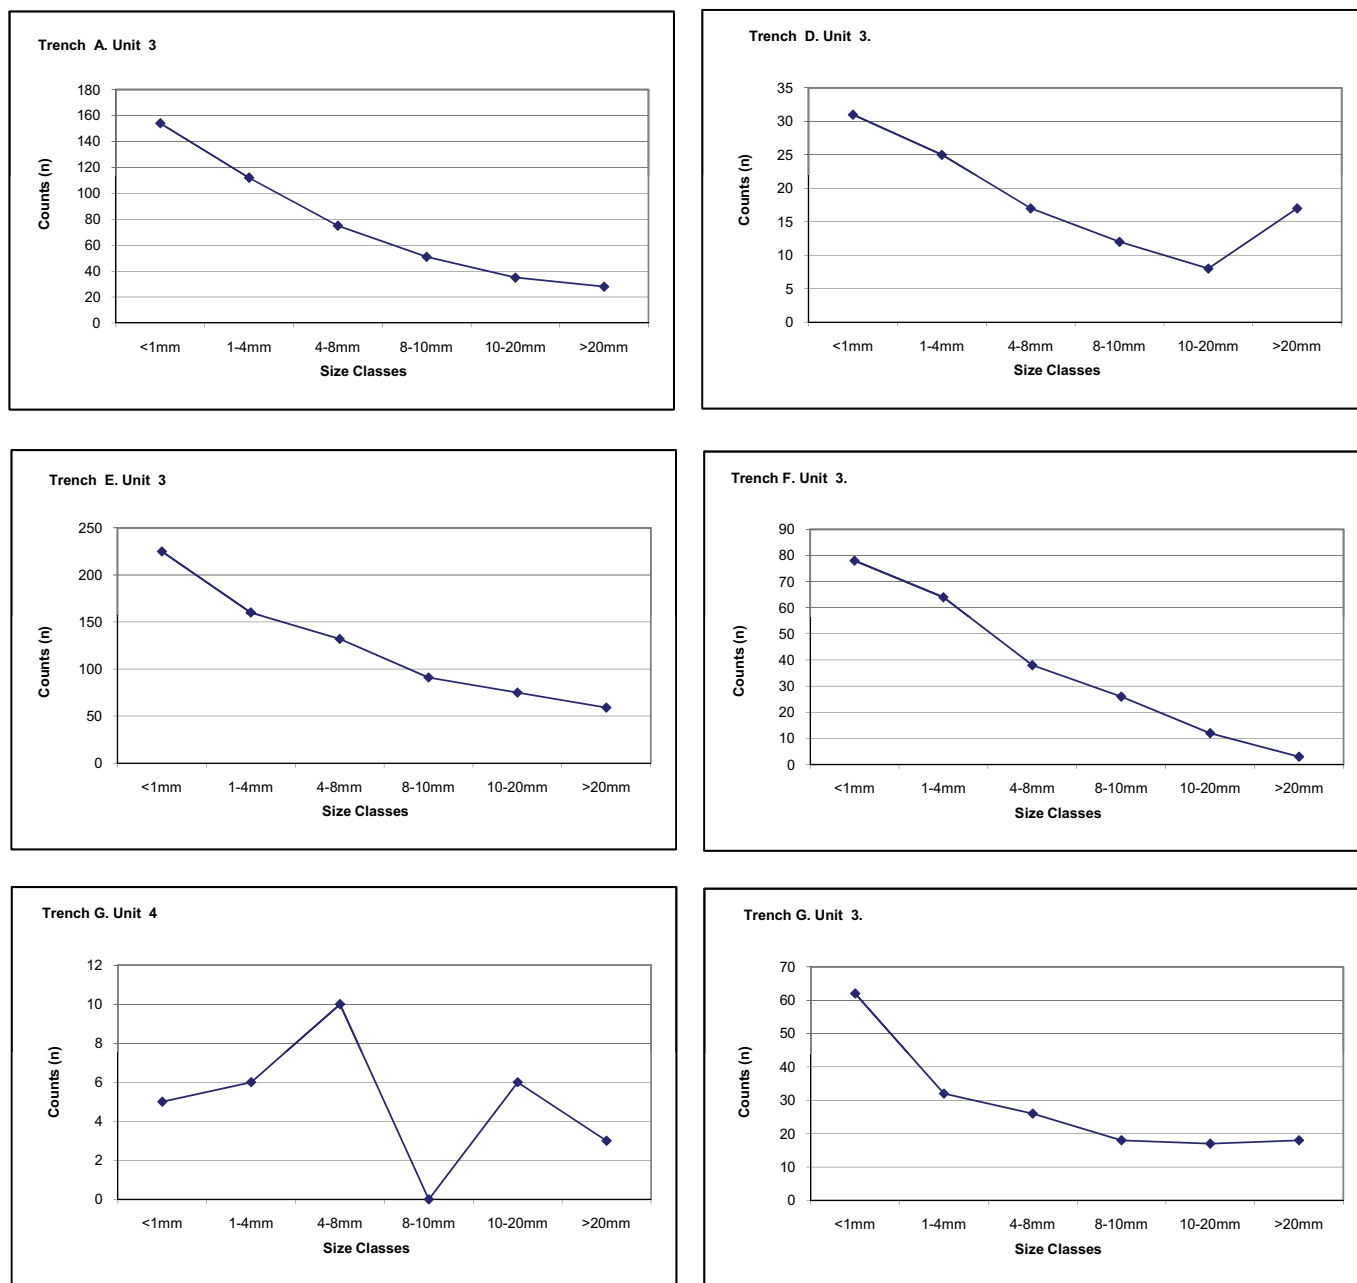 Trench A. Unit 3
180
160
140
120
100
80
60
40
20
0
Counts (n)
<1mm 1-4mm 4-8mm 8-10mm 10-20mm >20mm
Size Classes
Trench D. Unit 3.
35
30
25
20
15
10
5
0
Counts (n)
<1mm 1-4mm 4-8mm 8-10mm 10-20mm >20mm
Size Classes
Trench E. Unit 3
250
200
150
100
50
0
Counts (n)
<1mm 1-4mm 4-8mm 8-10mm 10-20mm >20mm
Size Classes
Trench F. Unit 3.
90
80
70
60
50
40
30
20
10
0
Counts (n)
<1mm 1-4mm 4-8mm 8-10mm 10-20mm >20mm
Size Classes
Trench G. Unit 4
12
10
8
6
4
2
0
Counts (n)
<1mm 1-4mm 4-8mm 8-10mm 10-20mm >20mm
Size Classes
Trench G. Unit 3.
70
60
50
40
30
20
10
0
Counts (n)
<1mm 1-4mm 4-8mm 8-10mm 10-20mm >20mm
Size Classes